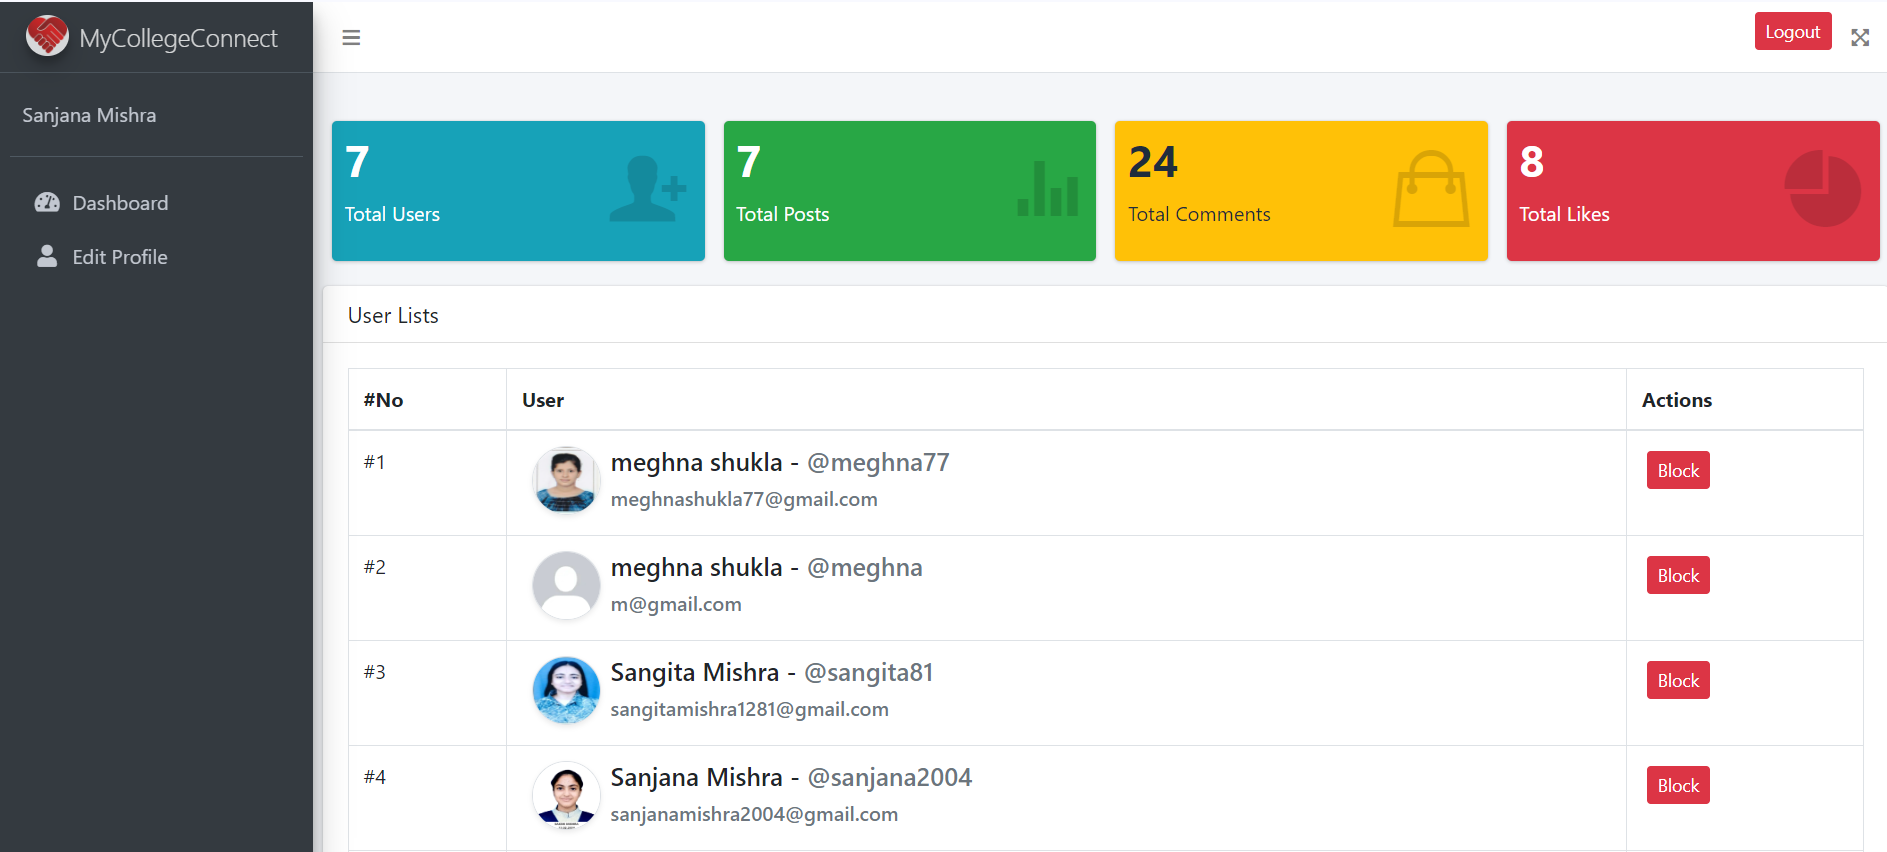 MyCollegeConnect
Logout
Sanjana Mishra
Dashboard
Edit Profile
7
Total Users
7
Total Posts
24
Total Comments
8
Total Likes
User Lists
#No User Actions
#1 meghna shukla - @meghna77 Block
meghnashukla77@gmail.com
#2 meghna shukla - @meghna Block
m@gmail.com
#3 Sangita Mishra - @sangita81 Block
sangitamishra1281@gmail.com
#4 Sanjana Mishra - @sanjana2004 Block
sanjanamishra2004@gmail.com